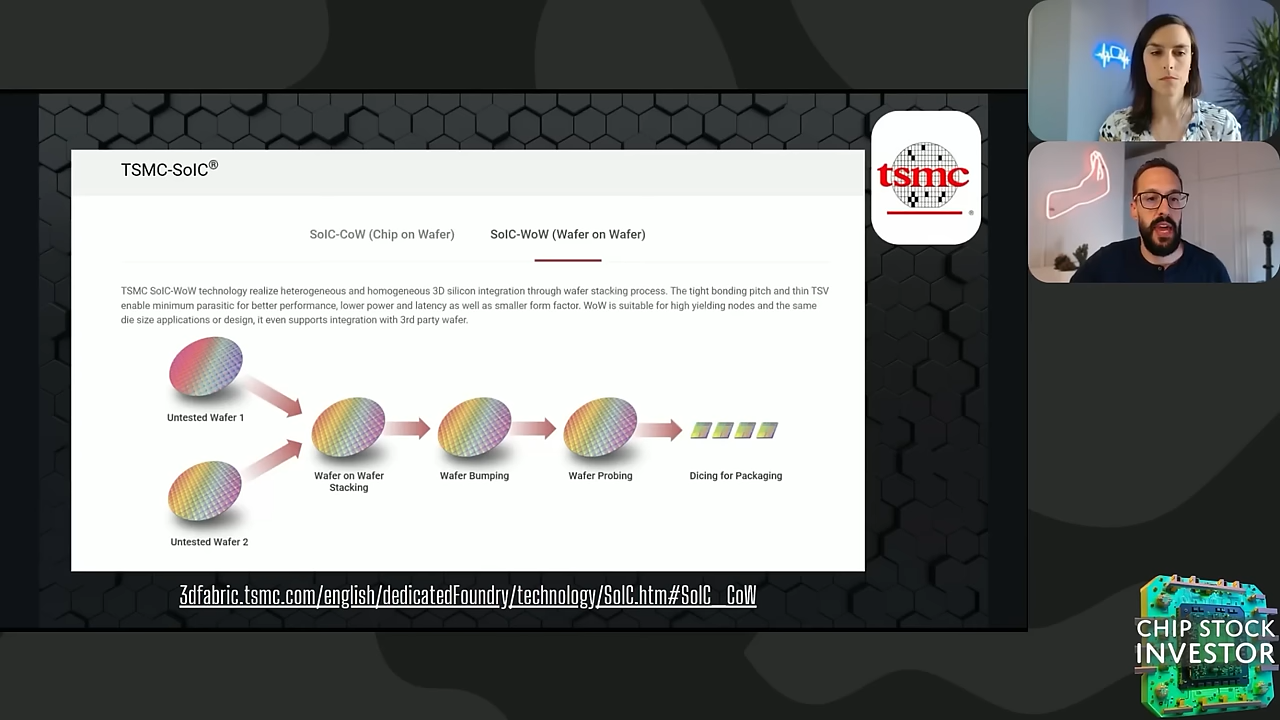 TSMC-SoIC®
tsmc
®
SoIC-CoW (Chip on Wafer)
SoIC-WoW (Wafer on Wafer)
TSMC SoIC-WoW technology realize heterogeneous and homogeneous 3D silicon integration through wafer stacking process. The tight bonding pitch and thin TSV
enable minimum parasitic for better performance, lower power and latency as well as smaller form factor. WoW is suitable for high yielding nodes and the same
die size applications or design, it even supports integration with 3rd party wafer.
Untested Wafer 1
Wafer on Wafer
Stacking
Wafer Bumping
Wafer Probing
Dicing for Packaging
Untested Wafer 2
3dfabric.tsmc.com/english/dedicatedFoundry/technology/SoIC.htm#SoIC_CoW
CHIP STOCK
INVESTOR